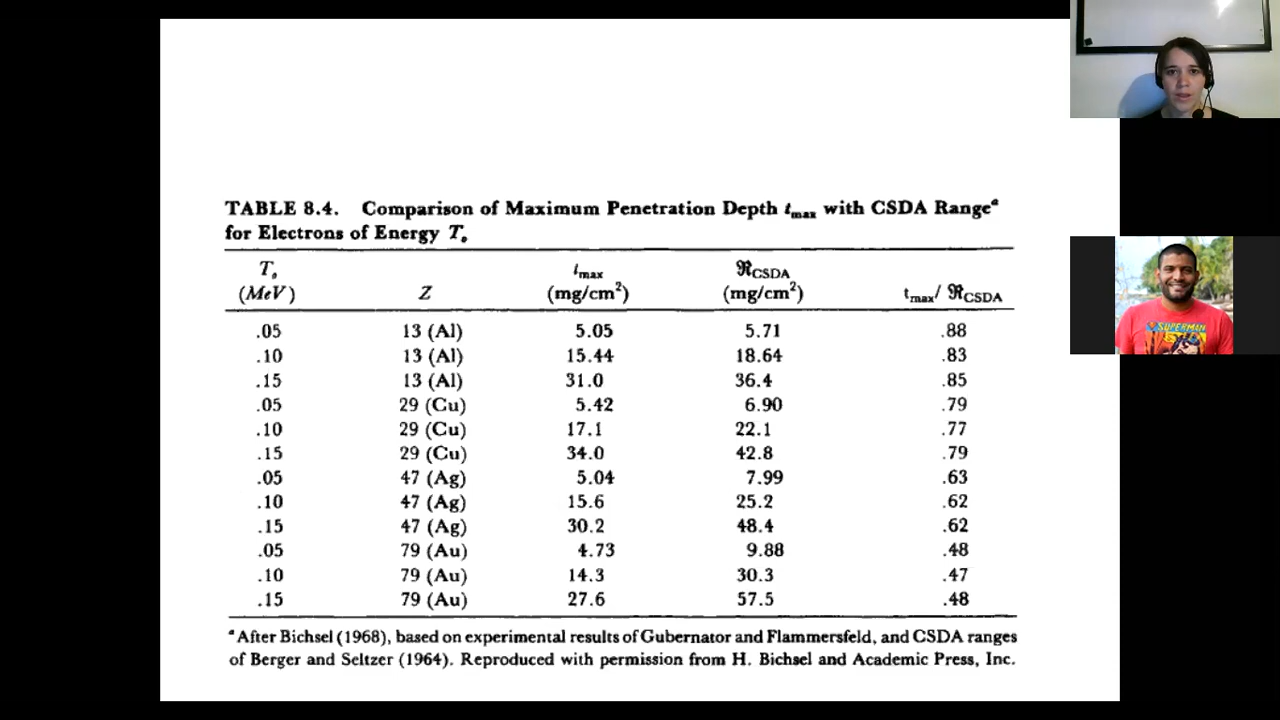 TABLE 8.4. Comparison of Maximum Penetration Depth tmax with CSDA Rangeᵃ
for Electrons of Energy T₀
T₀ tmax ℜCSDA
(MeV) Z (mg/cm²) (mg/cm²) tmax/ ℜCSDA
.05 13 (Al) 5.05 5.71 .88
.10 13 (Al) 15.44 18.64 .83
.15 13 (Al) 31.0 36.4 .85
.05 29 (Cu) 5.42 6.90 .79
.10 29 (Cu) 17.1 22.1 .77
.15 29 (Cu) 34.0 42.8 .79
.05 47 (Ag) 5.04 7.99 .63
.10 47 (Ag) 15.6 25.2 .62
.15 47 (Ag) 30.2 48.4 .62
.05 79 (Au) 4.73 9.88 .48
.10 79 (Au) 14.3 30.3 .47
.15 79 (Au) 27.6 57.5 .48
ᵃAfter Bichsel (1968), based on experimental results of Gubernator and Flammersfeld, and CSDA ranges
of Berger and Seltzer (1964). Reproduced with permission from H. Bichsel and Academic Press, Inc.
SUPERMAN